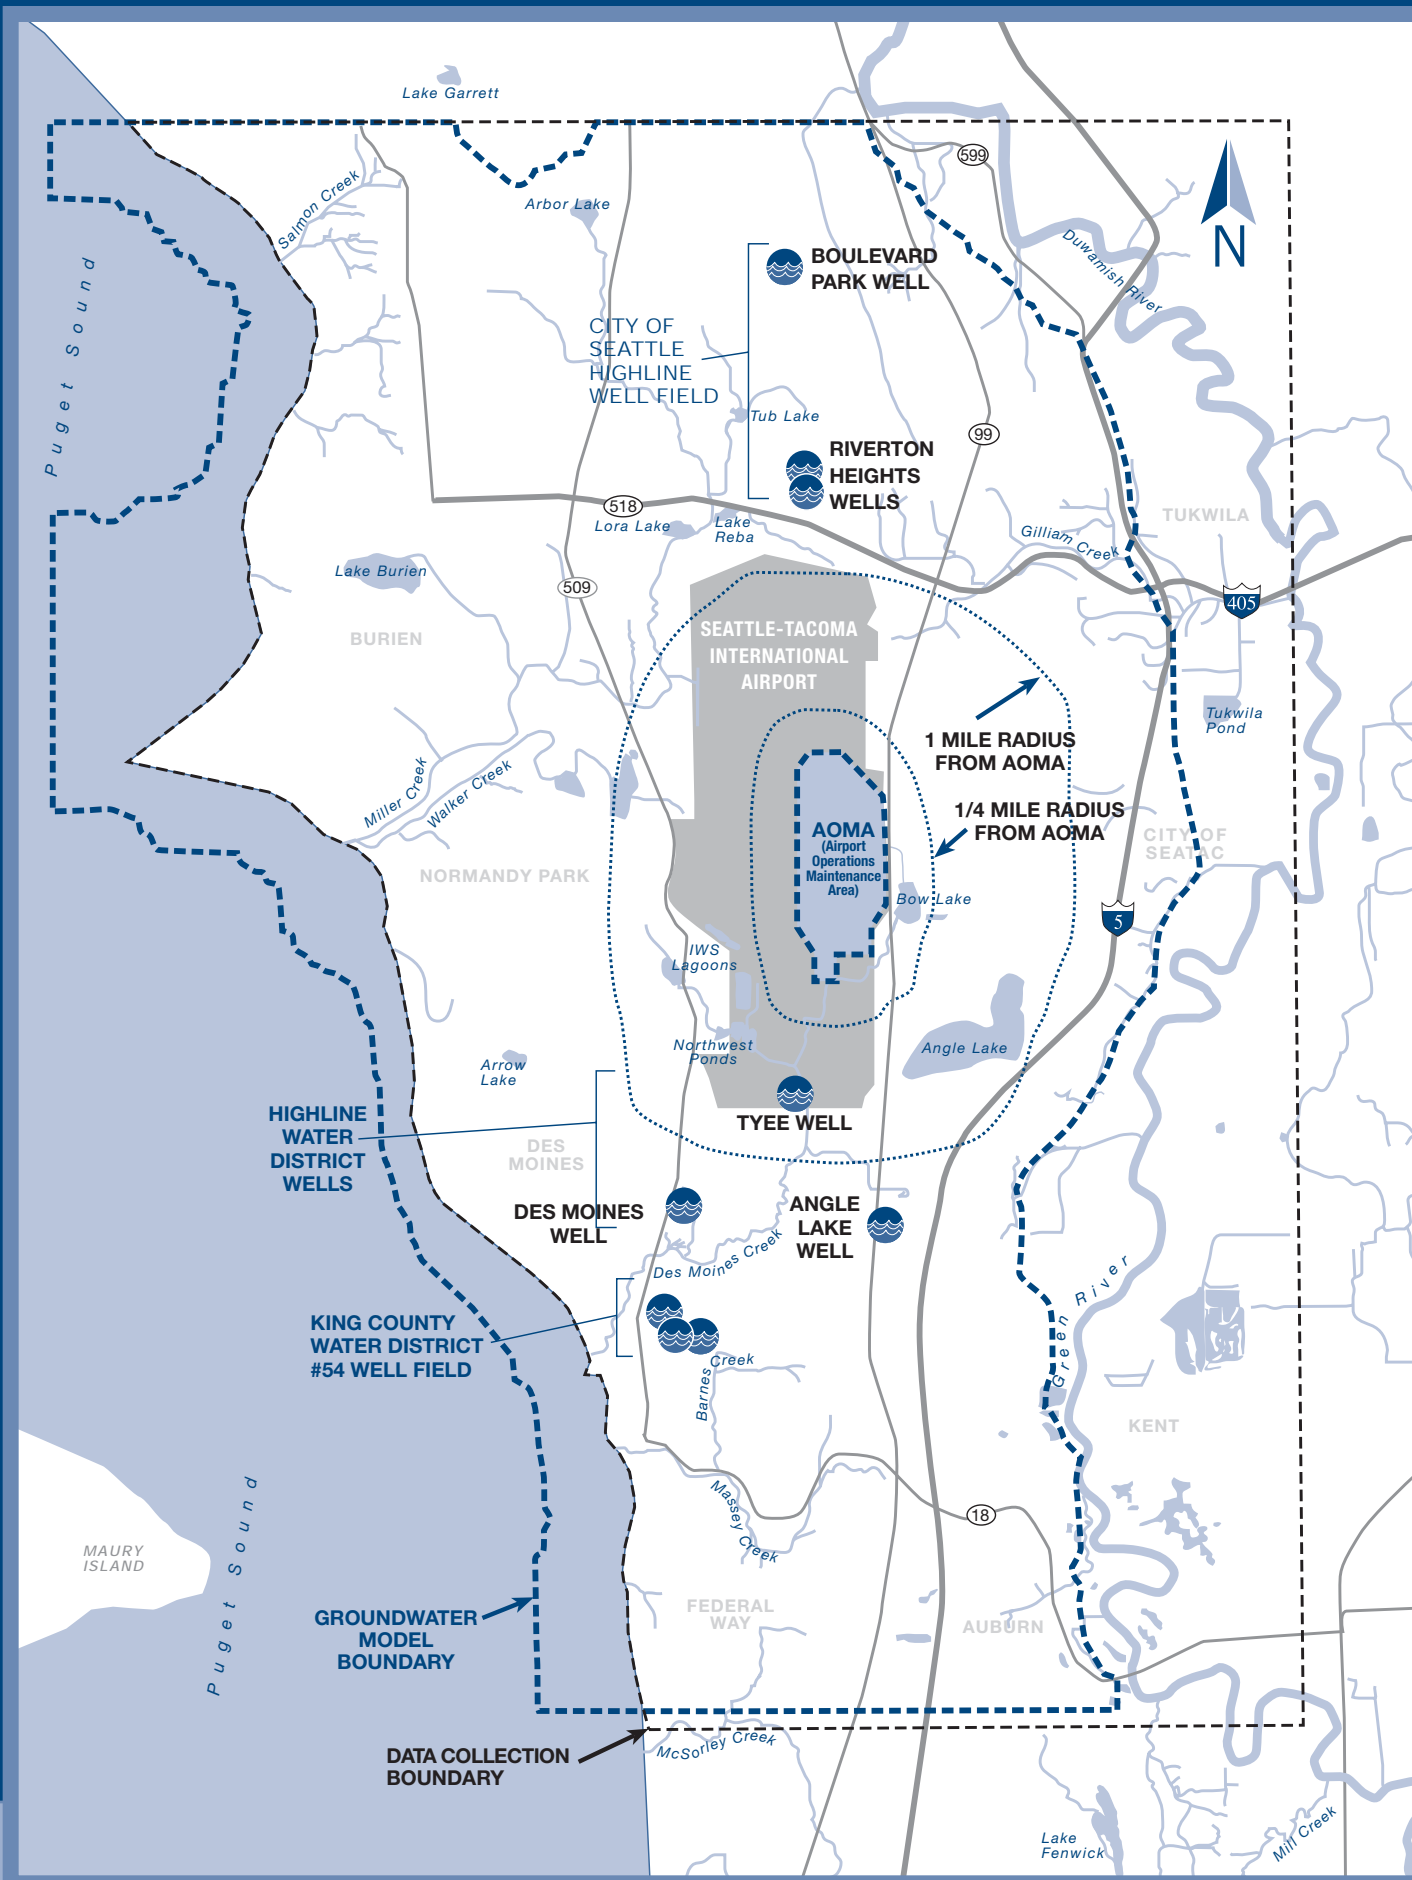 Lake Garrett
599
Salmon Creek
Arbor Lake
N
Duwamish River
Puget Sound
BOULEVARD
PARK WELL
CITY OF
SEATTLE
HIGHLINE
WELL FIELD
Tub Lake
99
RIVERTON
HEIGHTS
WELLS
518
Lora Lake
Lake
Reba
TUKWILA
Gilliam Creek
Lake Burien
509
405
BURIEN
SEATTLE-TACOMA
INTERNATIONAL
AIRPORT
Tukwila
Pond
1 MILE RADIUS
FROM AOMA
Miller Creek
Walker Creek
1/4 MILE RADIUS
FROM AOMA
AOMA
(Airport
Operations
Maintenance
Area)
CITY OF
SEATAC
NORMANDY PARK
Bow Lake
5
IWS
Lagoons
Northwest
Ponds
Angle Lake
Arrow
Lake
TYEE WELL
HIGHLINE
WATER
DISTRICT
WELLS
DES
MOINES
DES MOINES
WELL
ANGLE
LAKE
WELL
Des Moines Creek
Green River
KING COUNTY
WATER DISTRICT
#54 WELL FIELD
Barnes Creek
KENT
Massey Creek
18
Puget Sound
MAURY
ISLAND
FEDERAL
WAY
AUBURN
GROUNDWATER
MODEL
BOUNDARY
DATA COLLECTION
BOUNDARY
McSorley Creek
Lake
Fenwick
Mill Creek